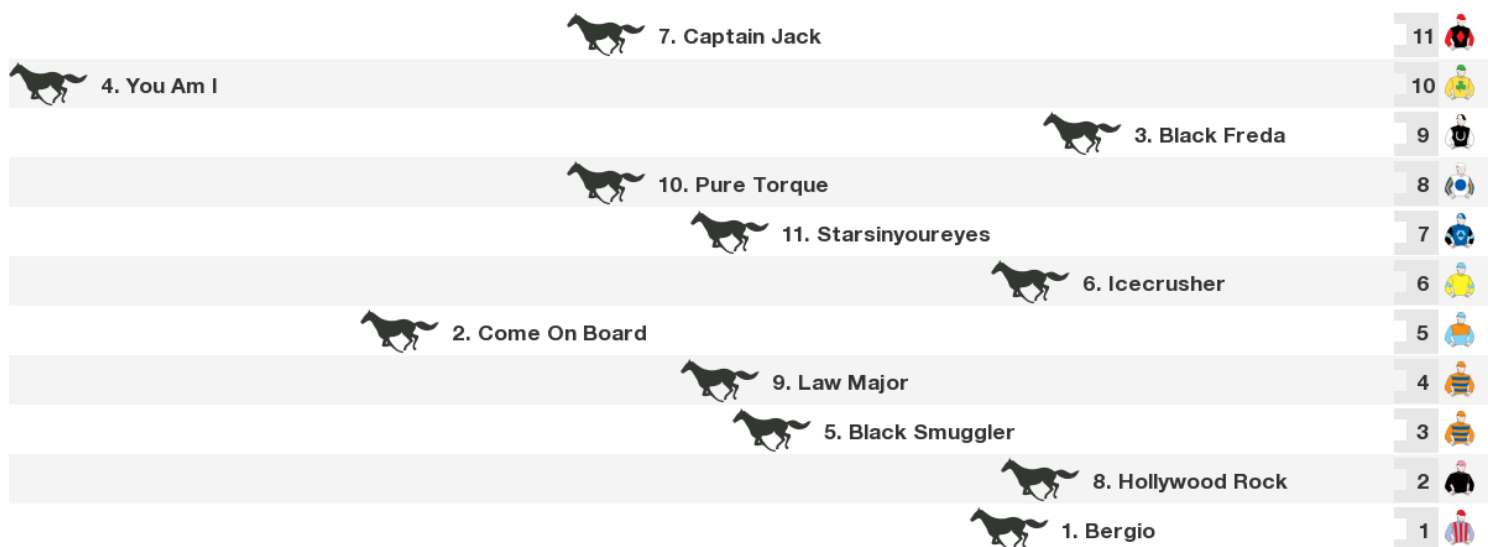 7. Captain Jack 11
4. You Am I 10
3. Black Freda 9
10. Pure Torque 8
11. Starsinyoureyes 7
6. Icecrusher 6
2. Come On Board 5
9. Law Major 4
5. Black Smuggler 3
8. Hollywood Rock 2
1. Bergio 1